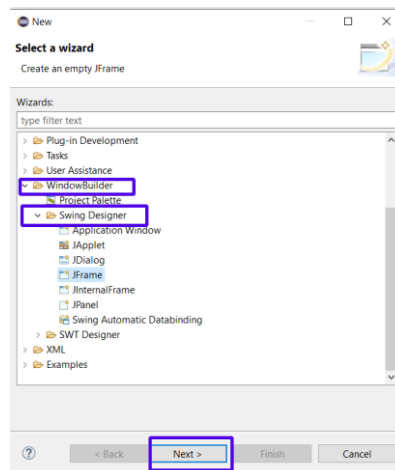 New
Select a wizard
Create an empty JFrame
Wizards:
type filter text
Plug-in Development
Tasks
User Assistance
WindowBuilder
Project Palette
Swing Designer
Application Window
JApplet
JDialog
JFrame
JInternalFrame
JPanel
Swing Automatic Databinding
SWT Designer
XML
Examples
? < Back Next > Finish Cancel